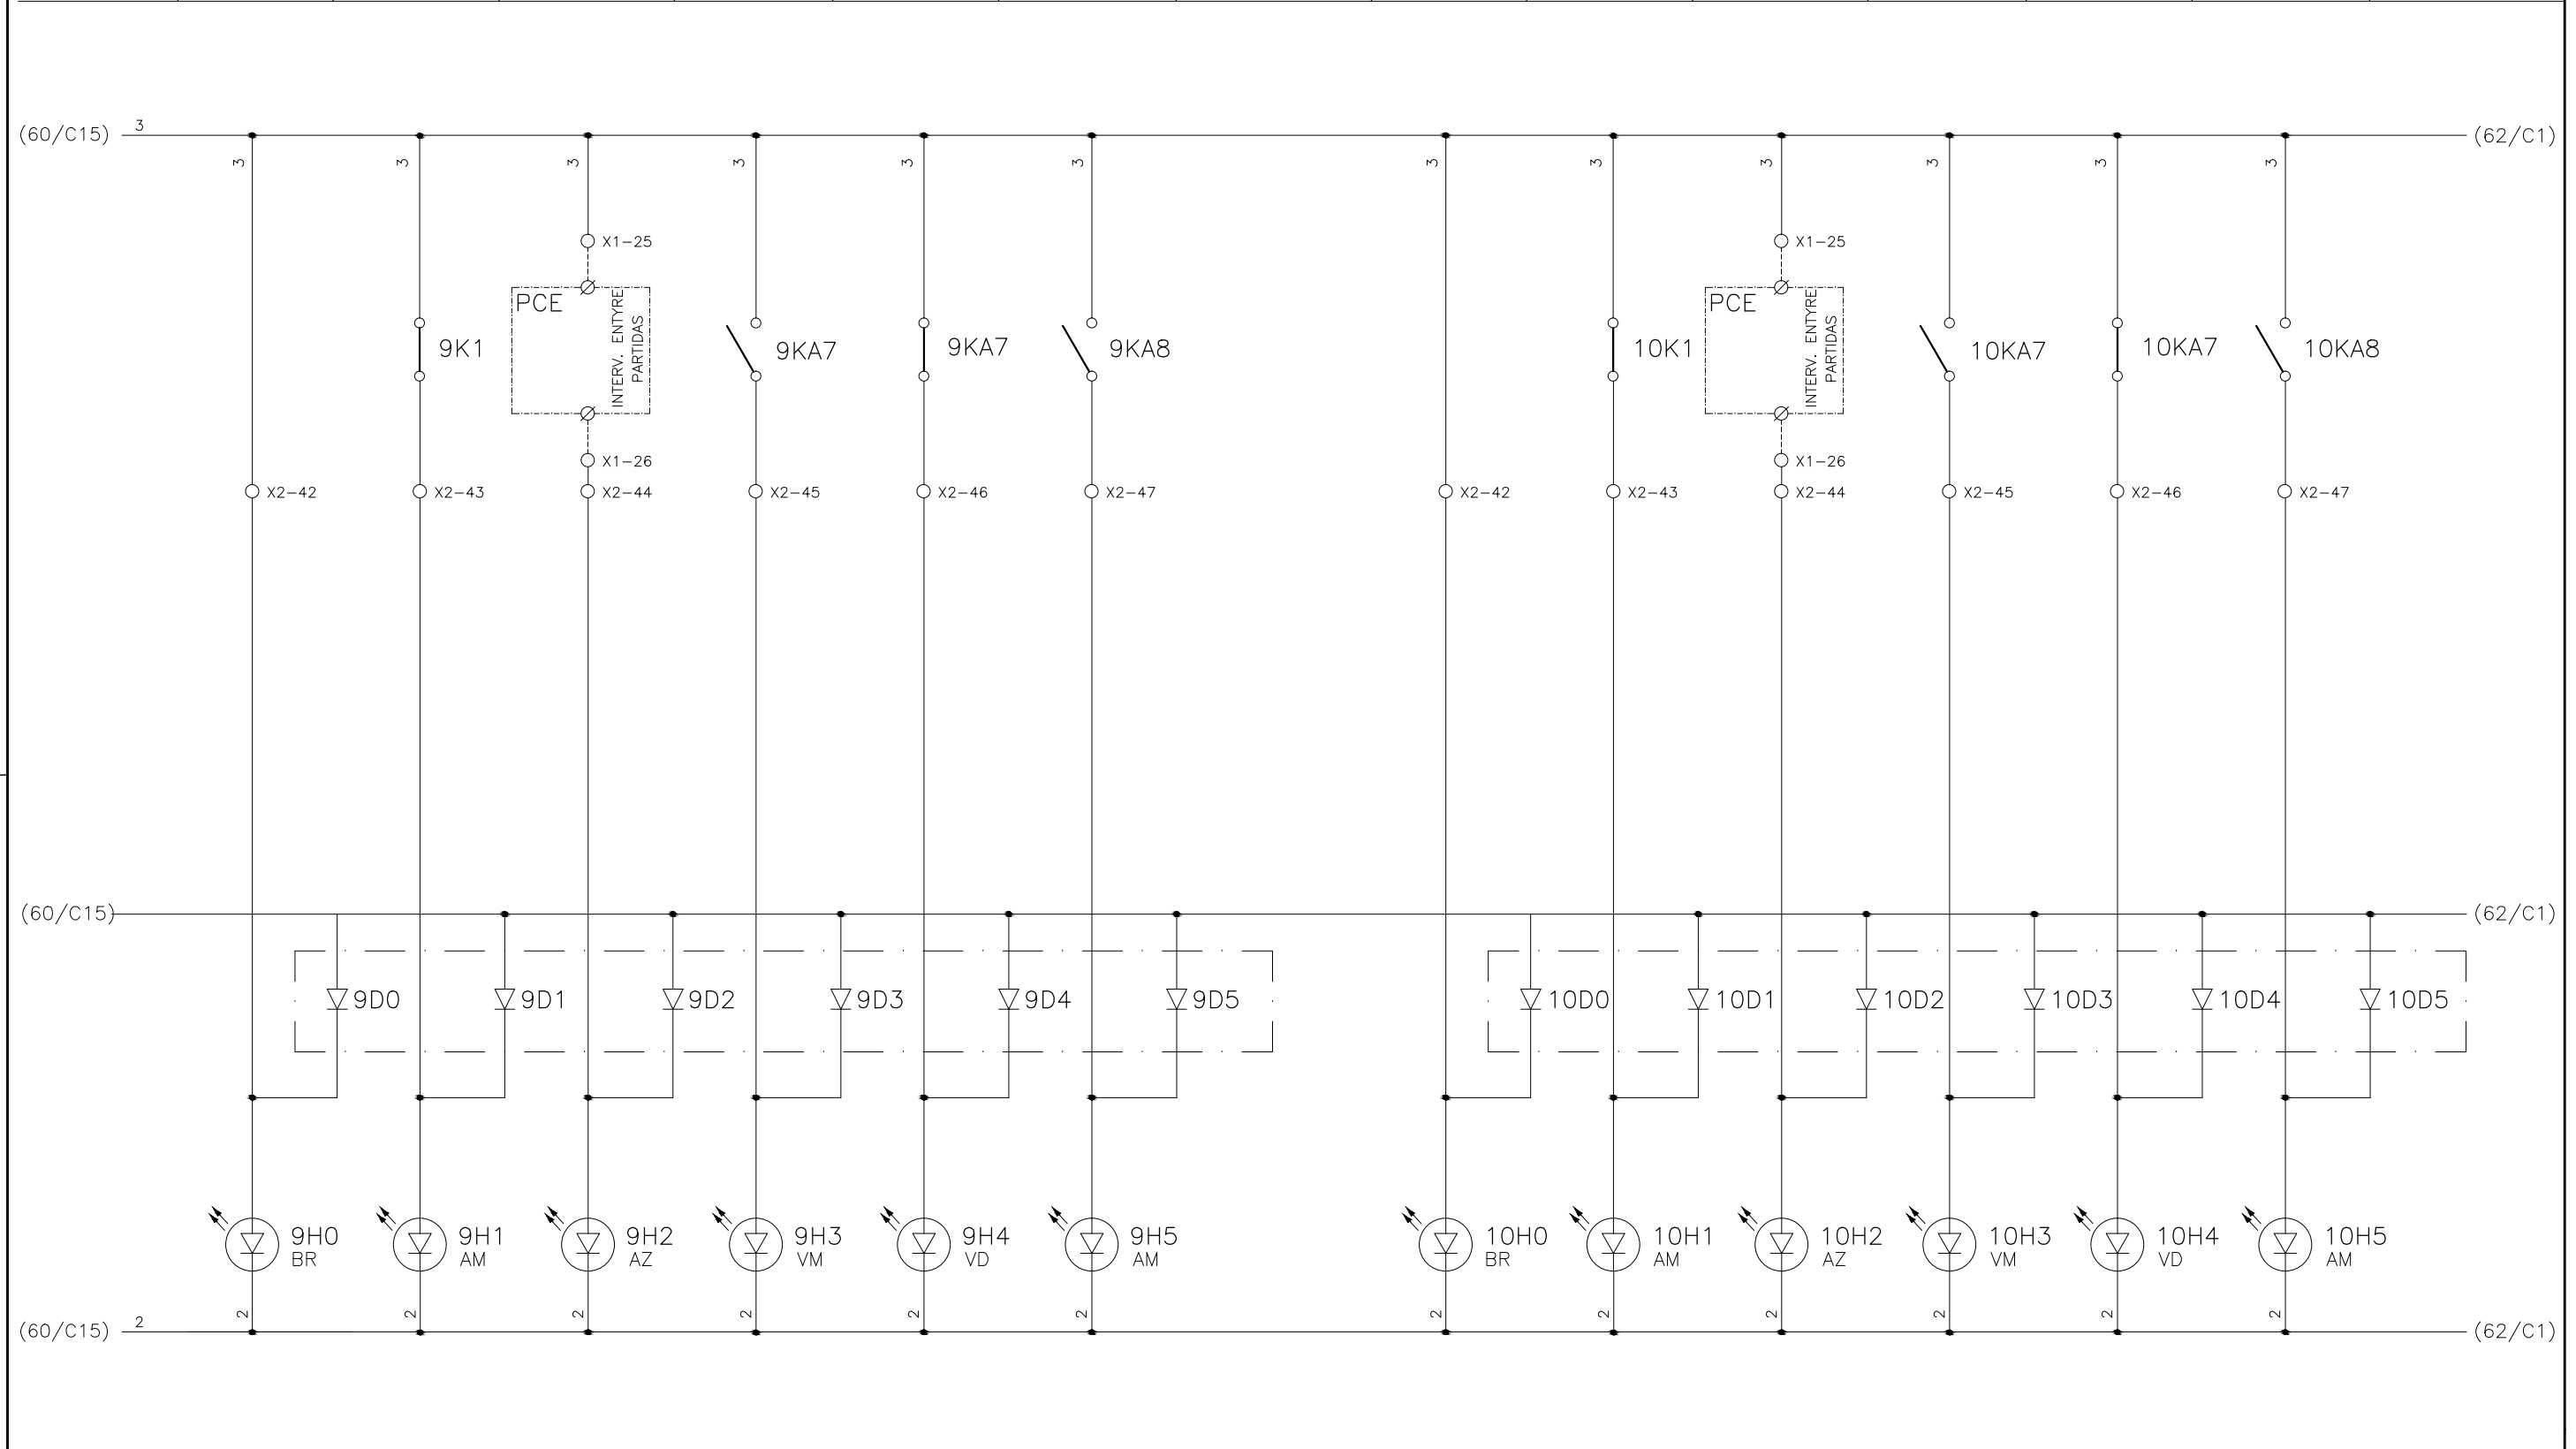 (60/C15) 3 (62/C1)
3 3 3 3 3 3 3 3 3 3 3 3
X1-25 X1-25
PCE INTERV. ENTYRE PARTIDAS
PCE INTERV. ENTYRE PARTIDAS
9K1 9KA7 9KA7 9KA8 10K1 10KA7 10KA7 10KA8
X1-26 X1-26
X2-42 X2-43 X2-44 X2-45 X2-46 X2-47 X2-42 X2-43 X2-44 X2-45 X2-46 X2-47
(60/C15) (62/C1)
9D0 9D1 9D2 9D3 9D4 9D5 10D0 10D1 10D2 10D3 10D4 10D5
9H0 9H1 9H2 9H3 9H4 9H5 10H0 10H1 10H2 10H3 10H4 10H5
BR AM AZ VM VD AM BR AM AZ VM VD AM
2 2 2 2 2 2 2 2 2 2 2 2
(60/C15) 2 (62/C1)